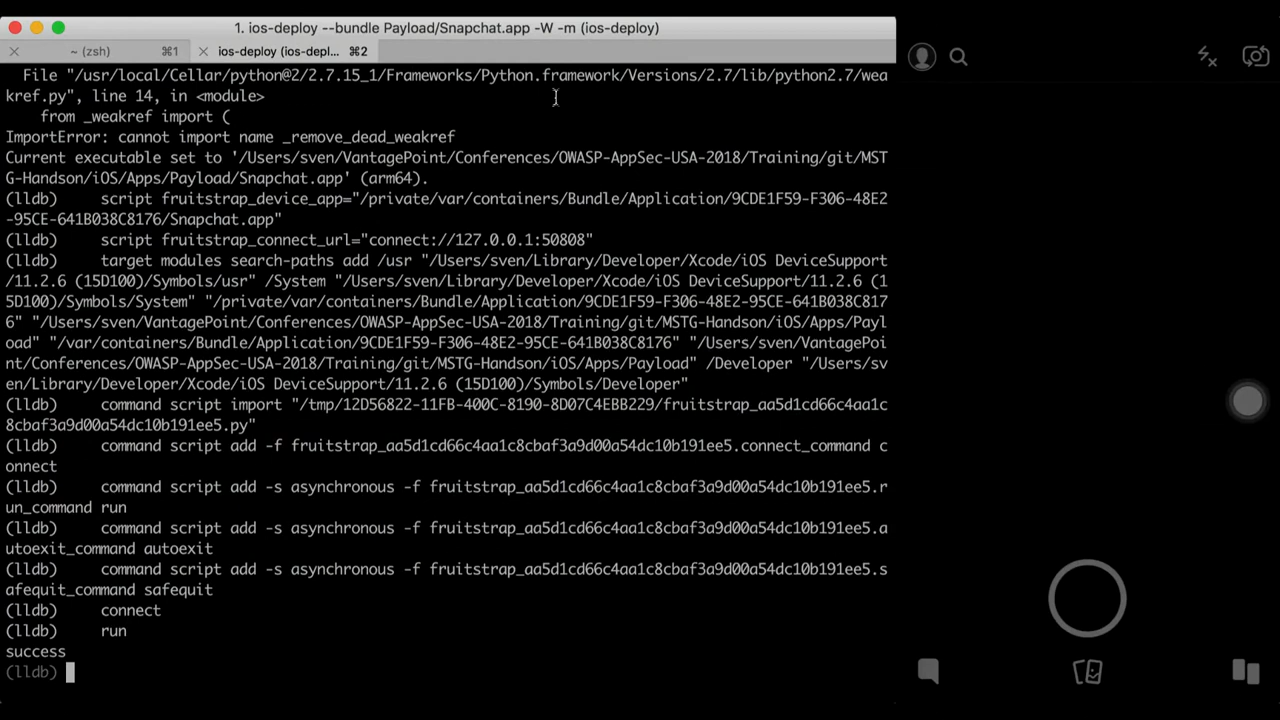 1. ios-deploy --bundle Payload/Snapchat.app -W -m (ios-deploy)
~ (zsh) ⌘1 ios-deploy (ios-depl... ⌘2
File "/usr/local/Cellar/python@2/2.7.15_1/Frameworks/Python.framework/Versions/2.7/lib/python2.7/wea
kref.py", line 14, in <module>
from _weakref import (
ImportError: cannot import name _remove_dead_weakref
Current executable set to '/Users/sven/VantagePoint/Conferences/OWASP-AppSec-USA-2018/Training/git/MST
G-Handson/iOS/Apps/Payload/Snapchat.app' (arm64).
(lldb)     script fruitstrap_device_app="/private/var/containers/Bundle/Application/9CDE1F59-F306-48E2
-95CE-641B038C8176/Snapchat.app"
(lldb)     script fruitstrap_connect_url="connect://127.0.0.1:50808"
(lldb)     target modules search-paths add /usr "/Users/sven/Library/Developer/Xcode/iOS DeviceSupport
/11.2.6 (15D100)/Symbols/usr" /System "/Users/sven/Library/Developer/Xcode/iOS DeviceSupport/11.2.6 (1
5D100)/Symbols/System" "/private/var/containers/Bundle/Application/9CDE1F59-F306-48E2-95CE-641B038C817
6" "/Users/sven/VantagePoint/Conferences/OWASP-AppSec-USA-2018/Training/git/MSTG-Handson/iOS/Apps/Payl
oad" "/var/containers/Bundle/Application/9CDE1F59-F306-48E2-95CE-641B038C8176" "/Users/sven/VantagePoi
nt/Conferences/OWASP-AppSec-USA-2018/Training/git/MSTG-Handson/iOS/Apps/Payload" /Developer "/Users/sv
en/Library/Developer/Xcode/iOS DeviceSupport/11.2.6 (15D100)/Symbols/Developer"
(lldb)     command script import "/tmp/12D56822-11FB-400C-8190-8D07C4EBB229/fruitstrap_aa5d1cd66c4aa1c
8cbaf3a9d00a54dc10b191ee5.py"
(lldb)     command script add -f fruitstrap_aa5d1cd66c4aa1c8cbaf3a9d00a54dc10b191ee5.connect_command c
onnect
(lldb)     command script add -s asynchronous -f fruitstrap_aa5d1cd66c4aa1c8cbaf3a9d00a54dc10b191ee5.r
un_command run
(lldb)     command script add -s asynchronous -f fruitstrap_aa5d1cd66c4aa1c8cbaf3a9d00a54dc10b191ee5.a
utoexit_command autoexit
(lldb)     command script add -s asynchronous -f fruitstrap_aa5d1cd66c4aa1c8cbaf3a9d00a54dc10b191ee5.s
afequit_command safequit
(lldb)     connect
(lldb)     run
success
(lldb)